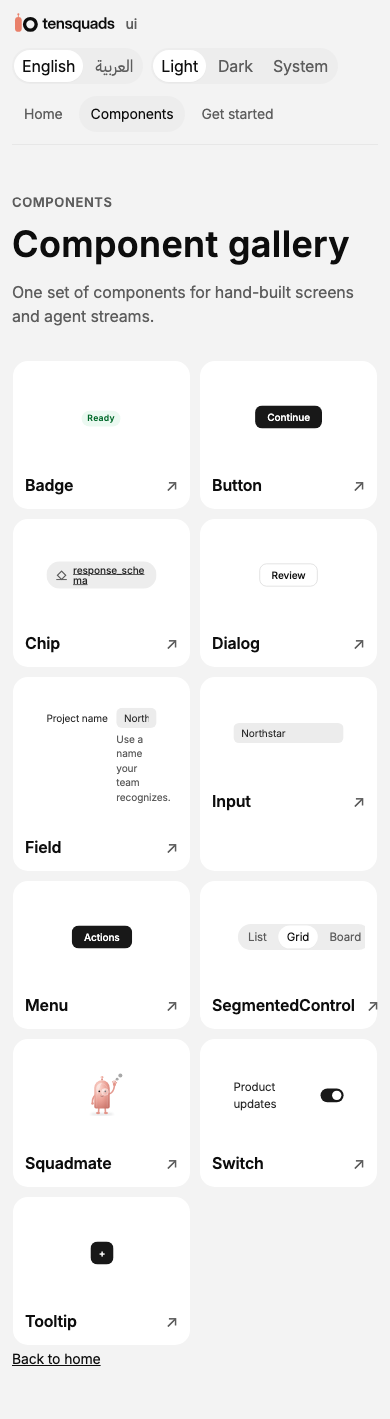 tensquads ui
English العربية Light Dark System
Home Components Get started
COMPONENTS
Component gallery
One set of components for hand-built screens
and agent streams.
Ready
Badge
Continue
Button
response_sche
ma
Chip
Review
Dialog
Project name North
Use a
name
your
team
recognizes.
Field
Northstar
Input
Actions
Menu
List Grid Board
SegmentedControl
Squadmate
Product
updates
Switch
+
Tooltip
Back to home